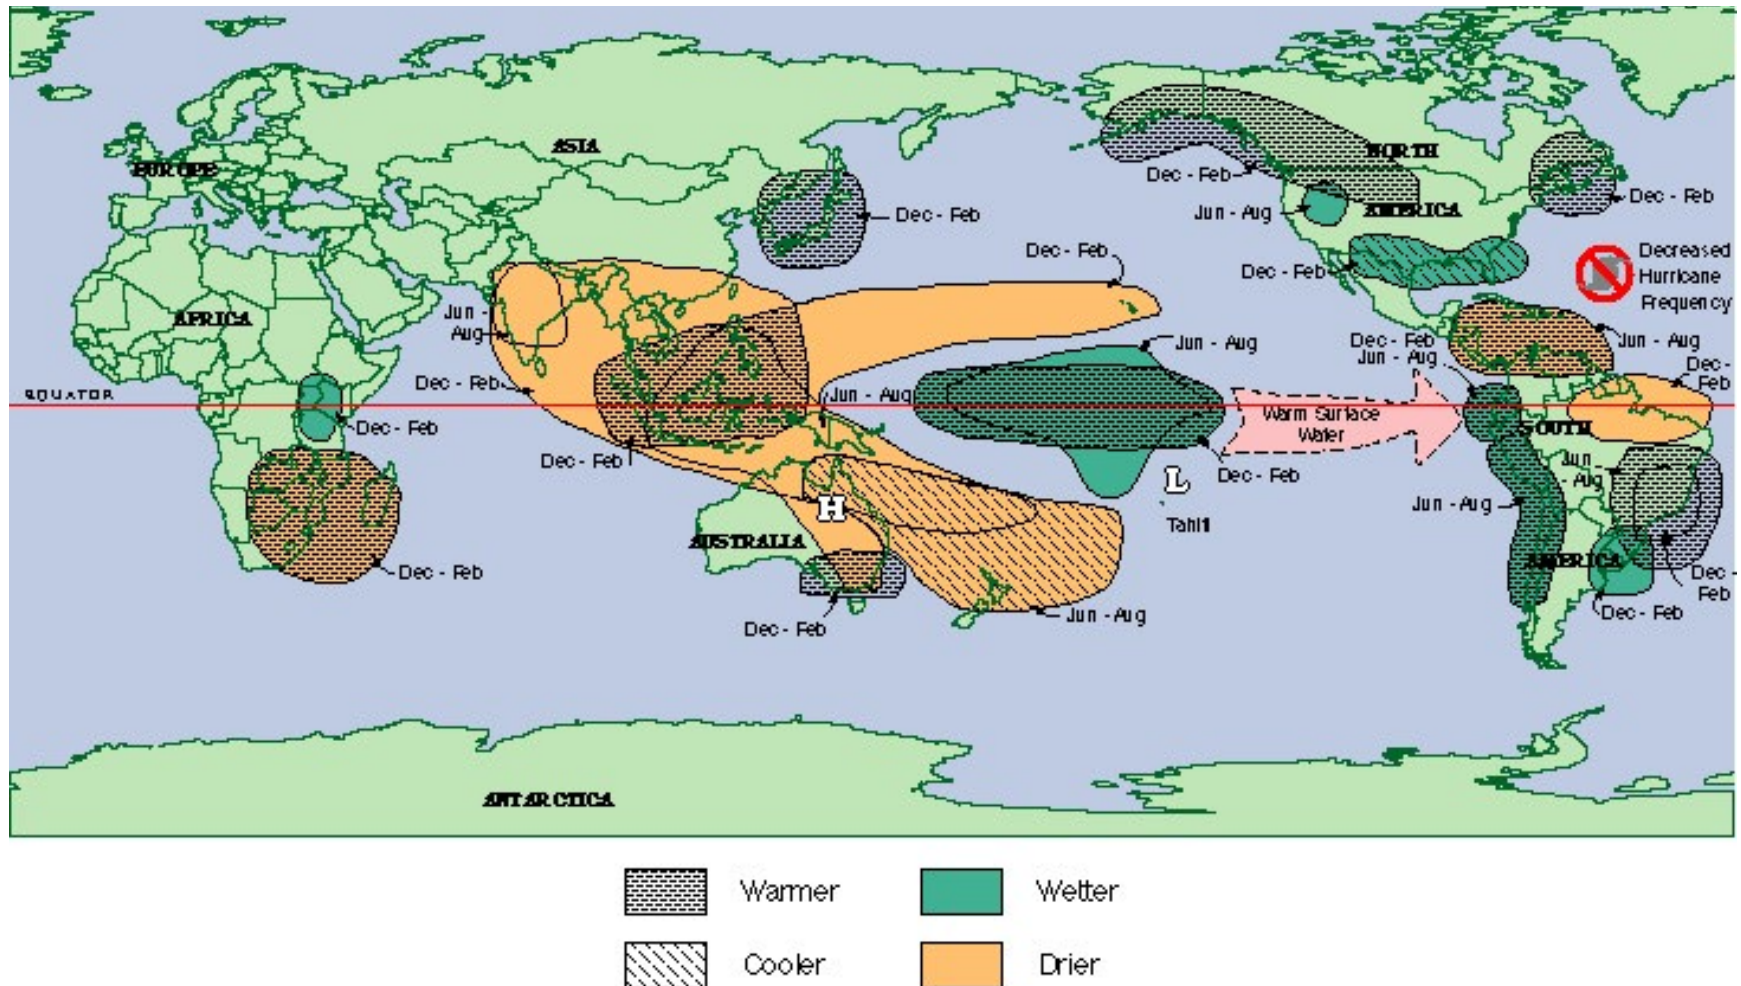 EUROPE
ASIA
NORTH
AMERICA
Dec - Feb
Dec - Feb
Jun - Aug
Dec - Feb
Dec - Feb
Dec - Feb
Decreased
Hurricane
Frequency
AFRICA
Jun -
Aug
Dec - Feb
Jun - Aug
Jun - Aug
Dec - Feb
Jun - Aug
Jun - Aug
Dec -
Feb
EQUATOR
Dec - Feb
Dec - Feb
Warm Surface
Water
SOUTH
AMERICA
Dec - Feb
L
Tahiti
Jun - Aug
Jun
- Aug
H
AUSTRALIA
Dec - Feb
Dec - Feb
Jun - Aug
Dec -
Feb
Dec - Feb
ANTARCTICA
Warmer
Wetter
Cooler
Drier